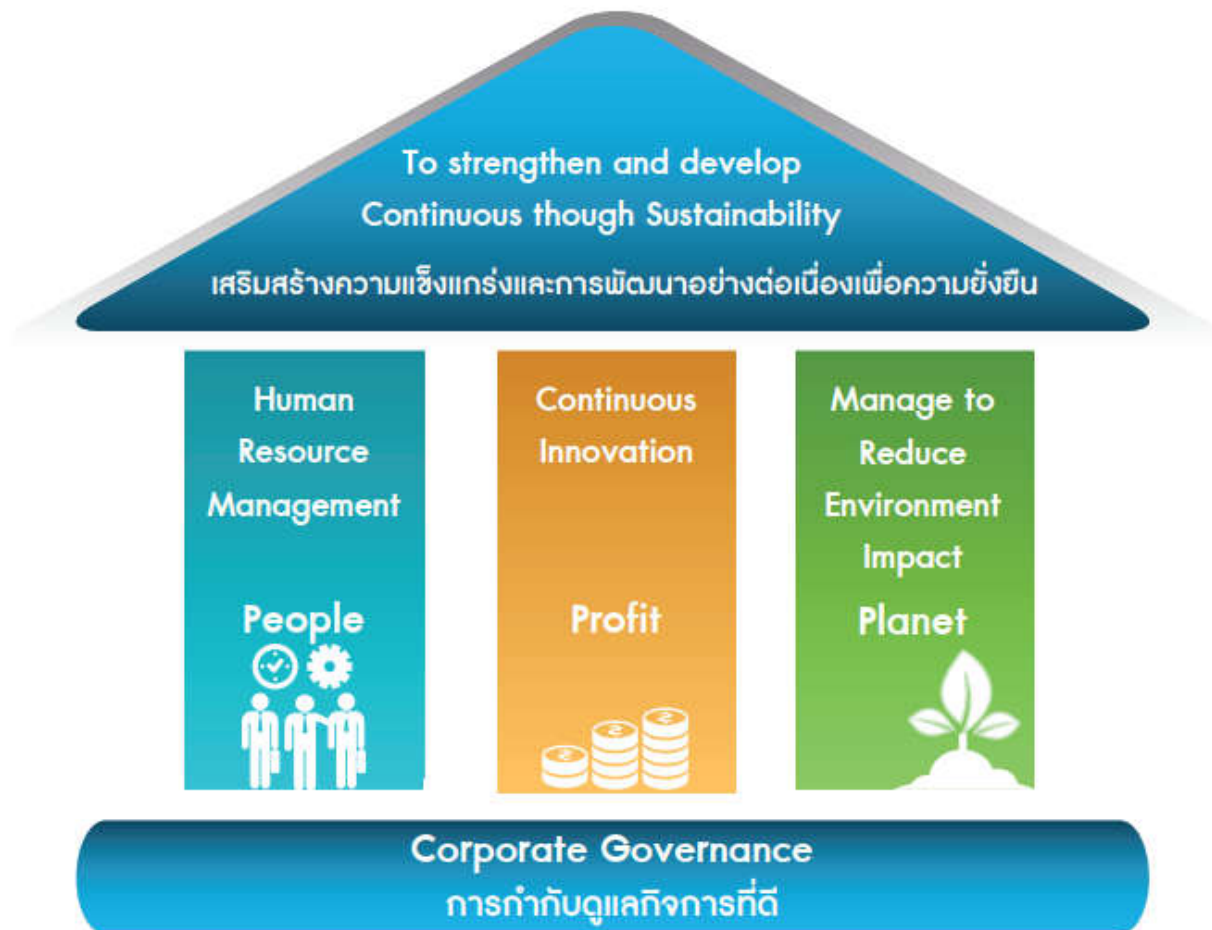 To strengthen and develop
Continuous though Sustainability
เสริมสร้างความแข็งแกร่งและการพัฒนาอย่างต่อเนื่องเพื่อความยั่งยืน
Human
Resource
Management
People
Continuous
Innovation
Profit
Manage to
Reduce
Environment
Impact
Planet
Corporate Governance
การกำกับดูแลกิจการที่ดี